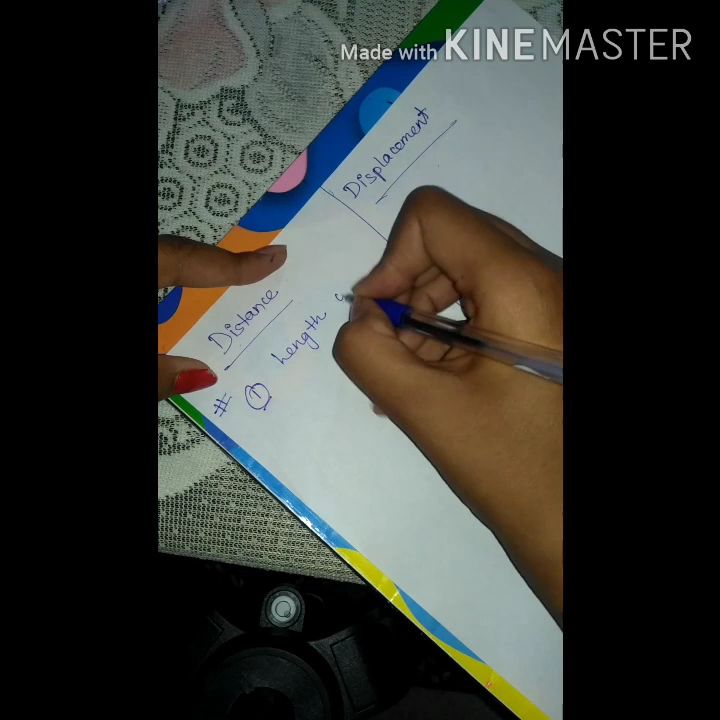 Made with KINEMASTER
Distance
Displacement
# ① Length